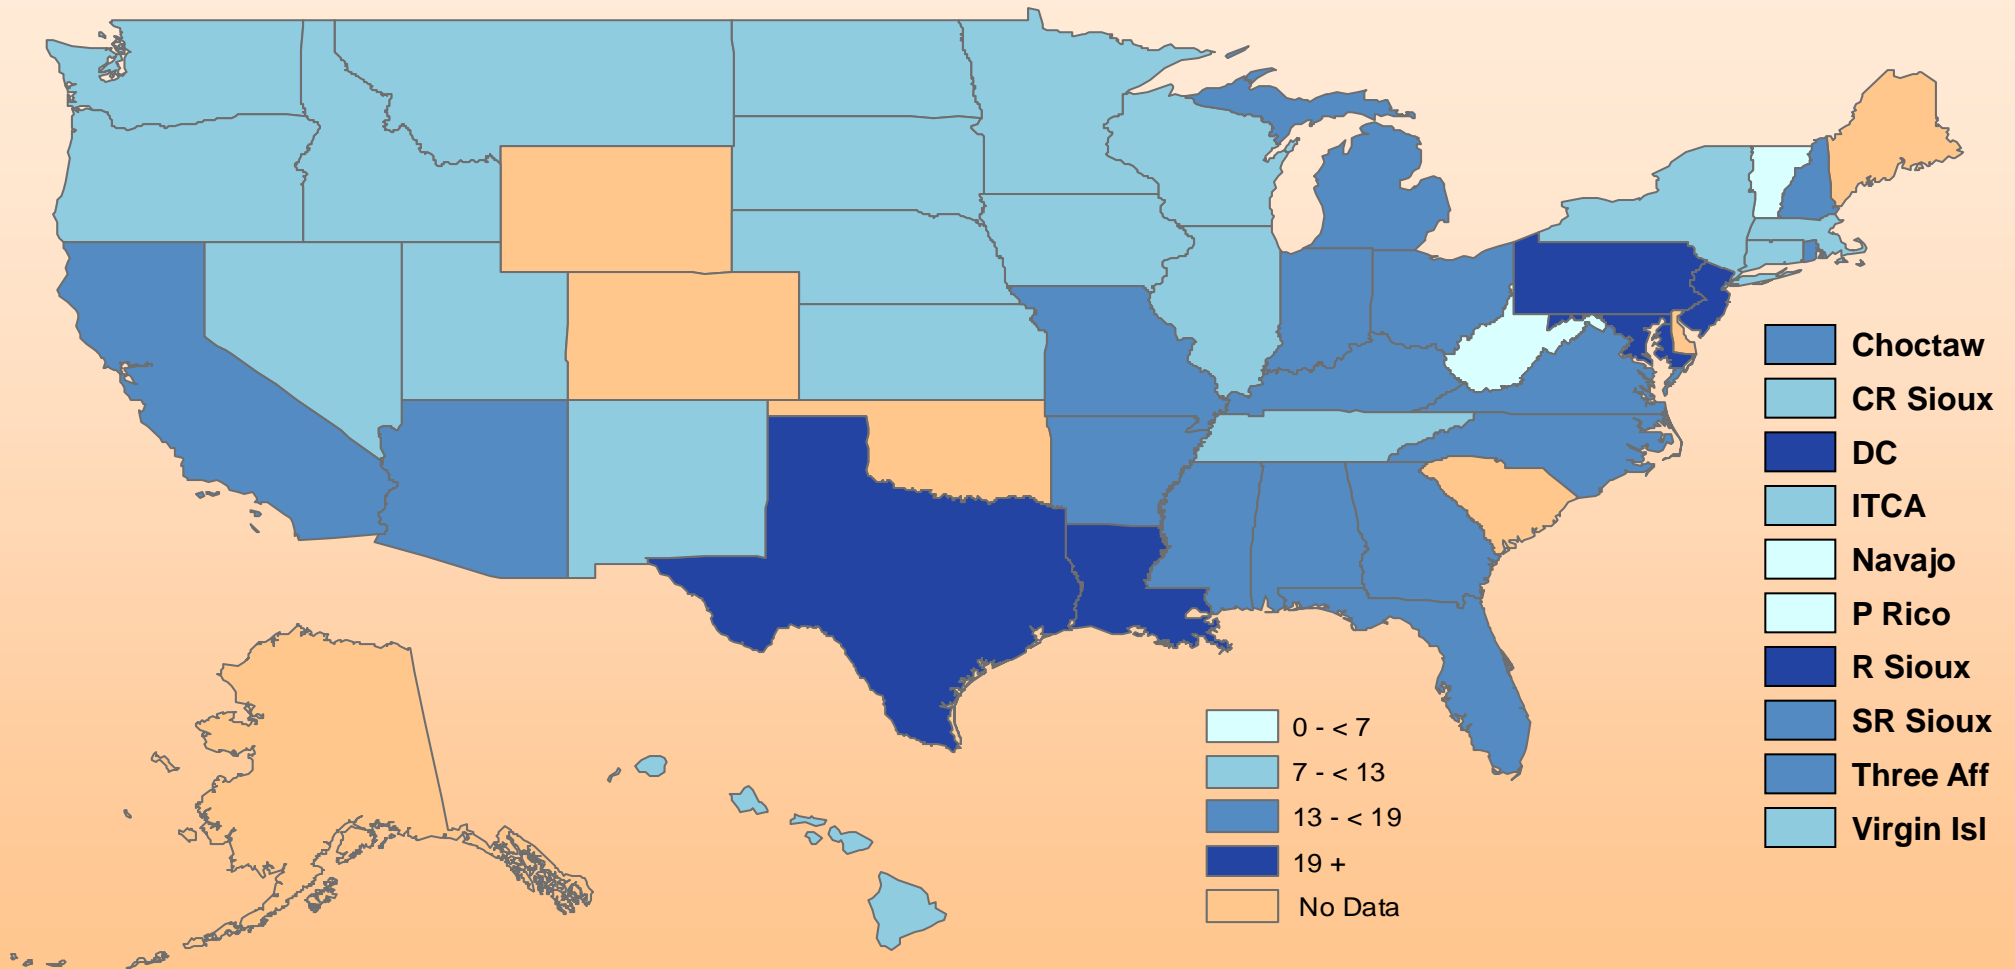 Choctaw
CR Sioux
DC
ITCA
Navajo
P Rico
R Sioux
SR Sioux
Three Aff
Virgin Isl
0 - < 7
7 - < 13
13 - < 19
19 +
No Data